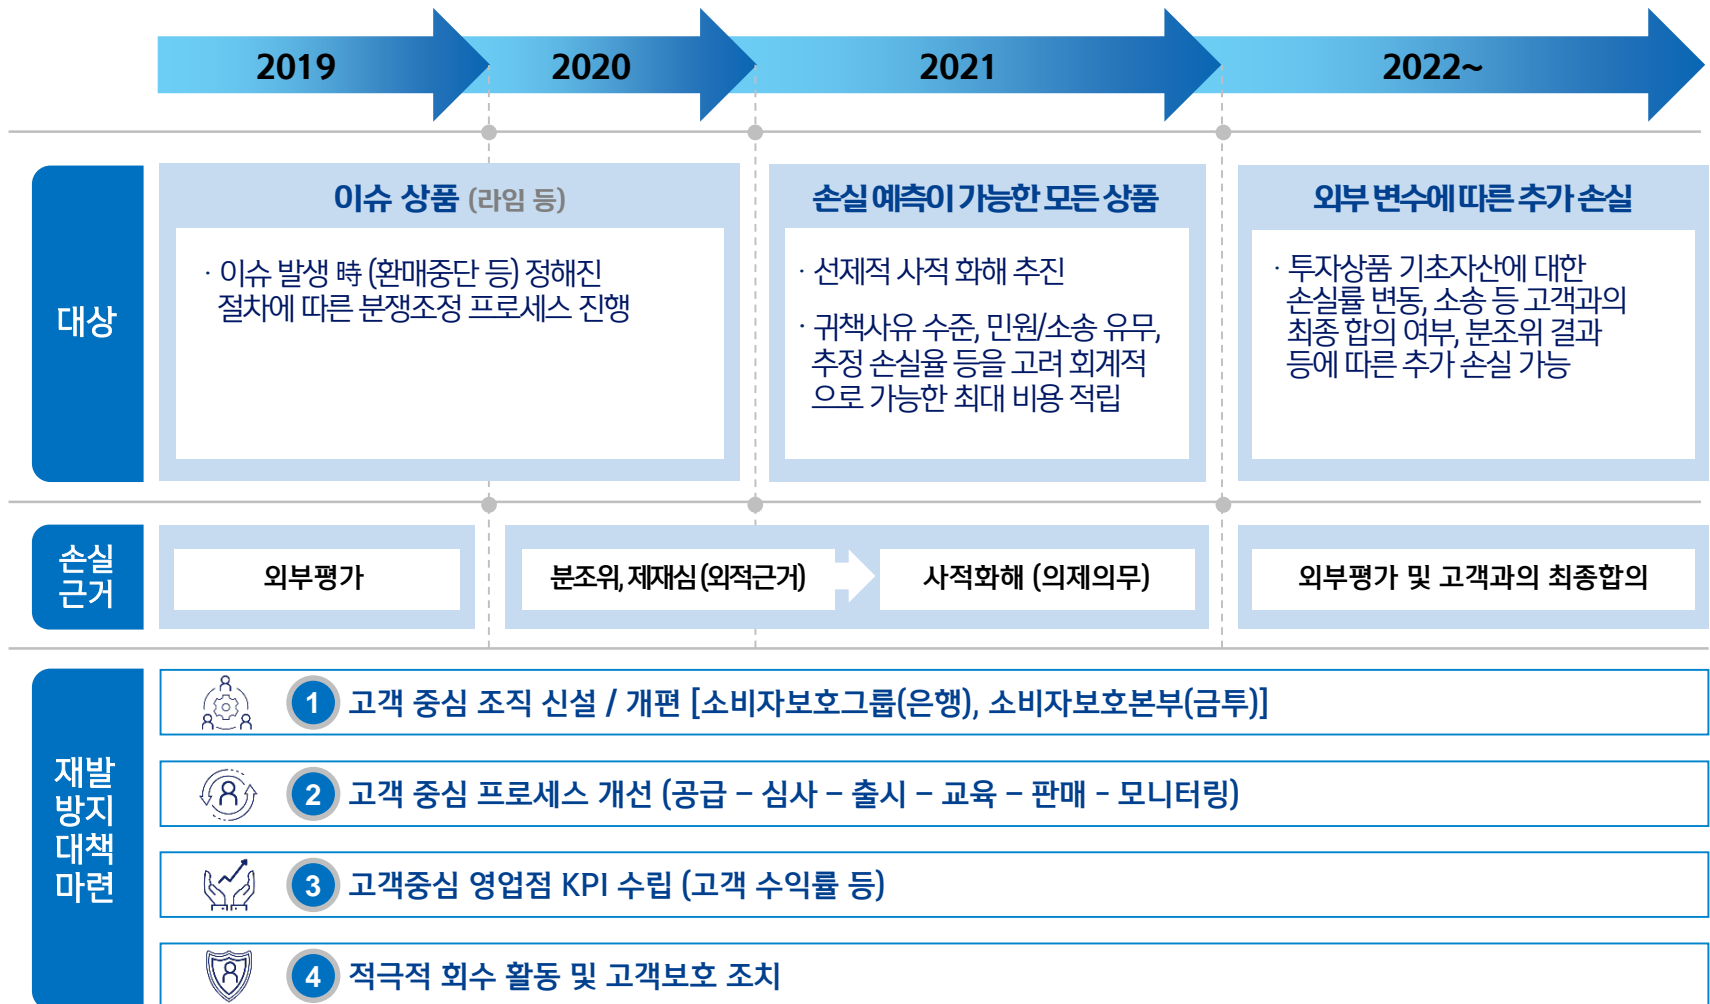 2019
2020
2021
2022~
대상
이슈 상품 (라임 등)
· 이슈 발생 時 (환매중단 등) 정해진
절차에 따른 분쟁조정 프로세스 진행
손실 예측이 가능한 모든 상품
· 선제적 사적 화해 추진
· 귀책사유 수준, 민원/소송 유무,
추정 손실율 등을 고려 회계적
으로 가능한 최대 비용 적립
외부 변수에 따른 추가 손실
· 투자상품 기초자산에 대한
손실률 변동, 소송 등 고객과의
최종 합의 여부, 분조위 결과
등에 따른 추가 손실 가능
손실
근거
외부평가
분조위, 제재심 (외적근거)
사적화해 (의제의무)
외부평가 및 고객과의 최종합의
재발
방지
대책
마련
1 고객 중심 조직 신설 / 개편 [소비자보호그룹(은행), 소비자보호본부(금투)]
2 고객 중심 프로세스 개선 (공급 – 심사 – 출시 – 교육 – 판매 - 모니터링)
3 고객중심 영업점 KPI 수립 (고객 수익률 등)
4 적극적 회수 활동 및 고객보호 조치